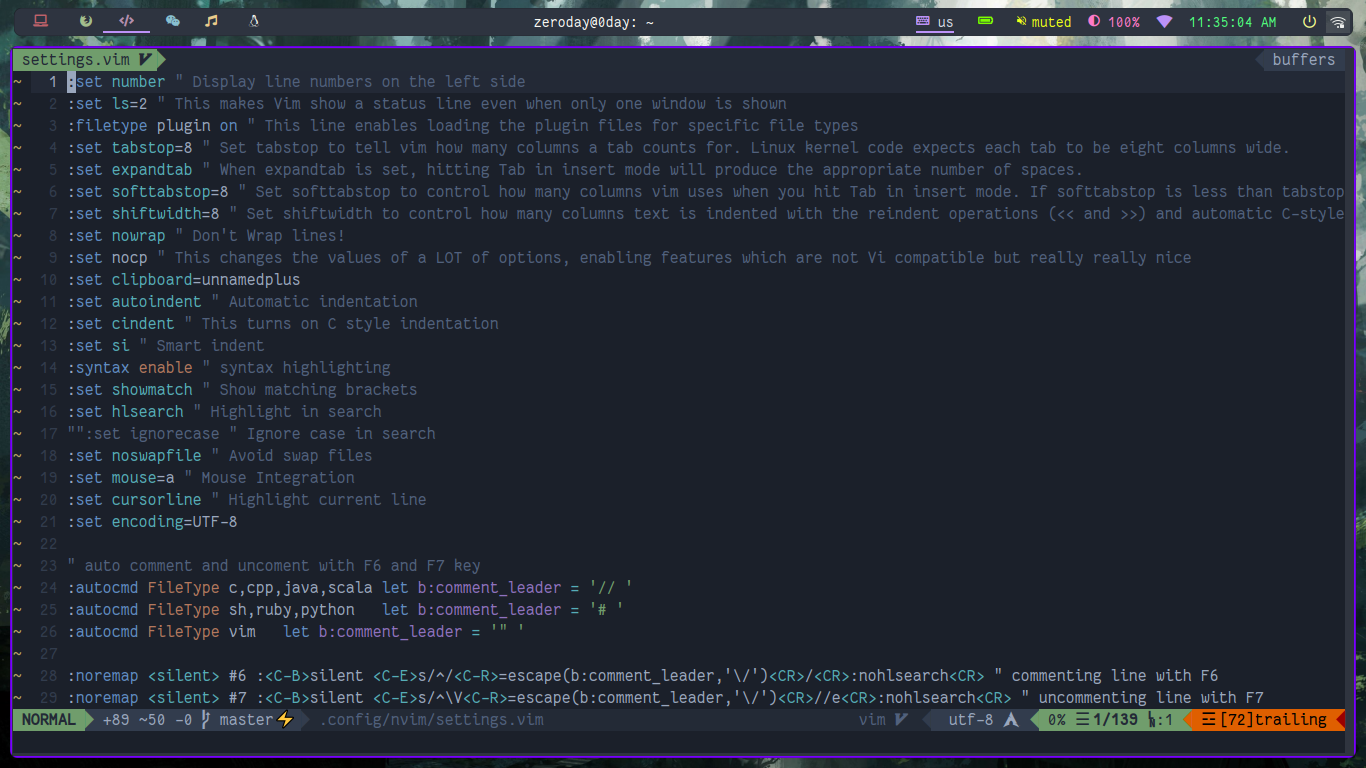 zeroday@0day: ~ us muted 100% 11:35:04 AM
settings.vim buffers
~ 1 :set number " Display line numbers on the left side
~ 2 :set ls=2 " This makes Vim show a status line even when only one window is shown
~ 3 :filetype plugin on " This line enables loading the plugin files for specific file types
~ 4 :set tabstop=8 " Set tabstop to tell vim how many columns a tab counts for. Linux kernel code expects each tab to be eight columns wide.
~ 5 :set expandtab " When expandtab is set, hitting Tab in insert mode will produce the appropriate number of spaces.
~ 6 :set softtabstop=8 " Set softtabstop to control how many columns vim uses when you hit Tab in insert mode. If softtabstop is less than tabstop
~ 7 :set shiftwidth=8 " Set shiftwidth to control how many columns text is indented with the reindent operations (<< and >>) and automatic C-style
~ 8 :set nowrap " Don't Wrap lines!
~ 9 :set nocp " This changes the values of a LOT of options, enabling features which are not Vi compatible but really really nice
~ 10 :set clipboard=unnamedplus
~ 11 :set autoindent " Automatic indentation
~ 12 :set cindent " This turns on C style indentation
~ 13 :set si " Smart indent
~ 14 :syntax enable " syntax highlighting
~ 15 :set showmatch " Show matching brackets
~ 16 :set hlsearch " Highlight in search
~ 17 "":set ignorecase " Ignore case in search
~ 18 :set noswapfile " Avoid swap files
~ 19 :set mouse=a " Mouse Integration
~ 20 :set cursorline " Highlight current line
~ 21 :set encoding=UTF-8
~ 22
~ 23 " auto comment and uncoment with F6 and F7 key
~ 24 :autocmd FileType c,cpp,java,scala let b:comment_leader = '// '
~ 25 :autocmd FileType sh,ruby,python   let b:comment_leader = '# '
~ 26 :autocmd FileType vim   let b:comment_leader = '" '
~ 27
~ 28 :noremap <silent> #6 :<C-B>silent <C-E>s/^/<C-R>=escape(b:comment_leader,'\/')<CR>/<CR>:nohlsearch<CR> " commenting line with F6
~ 29 :noremap <silent> #7 :<C-B>silent <C-E>s/^\V<C-R>=escape(b:comment_leader,'\/')<CR>//e<CR>:nohlsearch<CR> " uncommenting line with F7
NORMAL +89 ~50 -0 master .config/nvim/settings.vim vim utf-8 0% 1/139 :1 [72]trailing